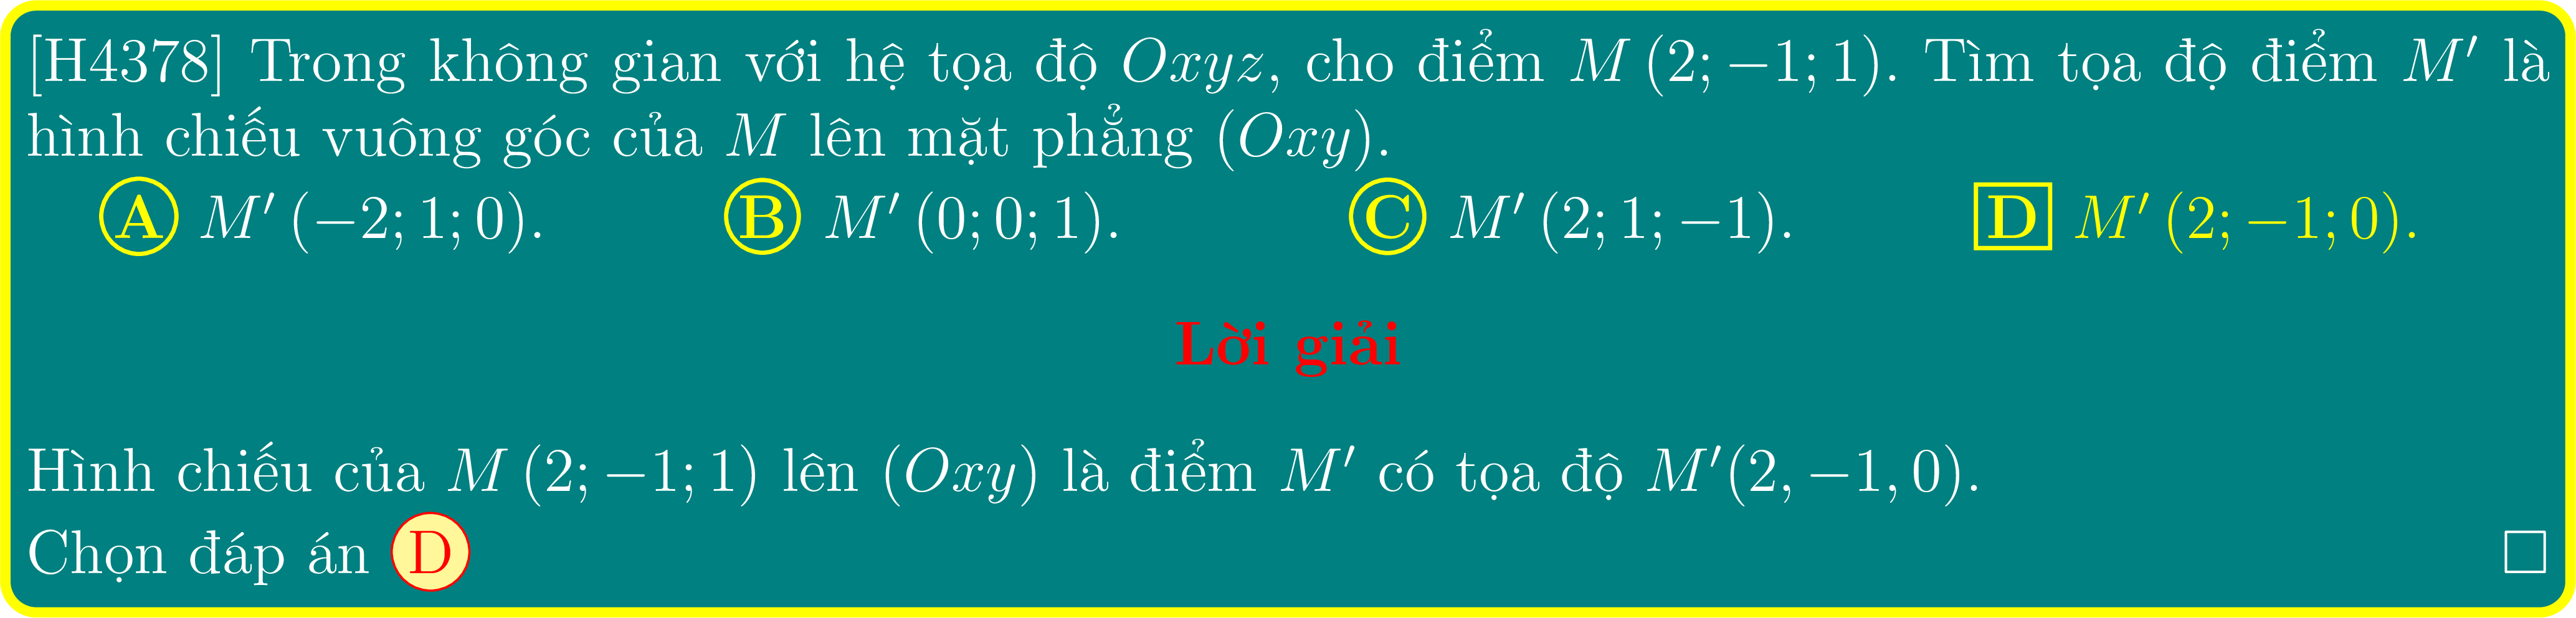 [H4378] Trong không gian với hệ tọa độ Oxyz, cho điểm M (2; −1; 1). Tìm tọa độ điểm M′ là
hình chiếu vuông góc của M lên mặt phẳng (Oxy).
A M′ (−2; 1; 0). B M′ (0; 0; 1). C M′ (2; 1; −1). D M′ (2; −1; 0).
Lời giải
Hình chiếu của M (2; −1; 1) lên (Oxy) là điểm M′ có tọa độ M′(2, −1, 0).
Chọn đáp án D □